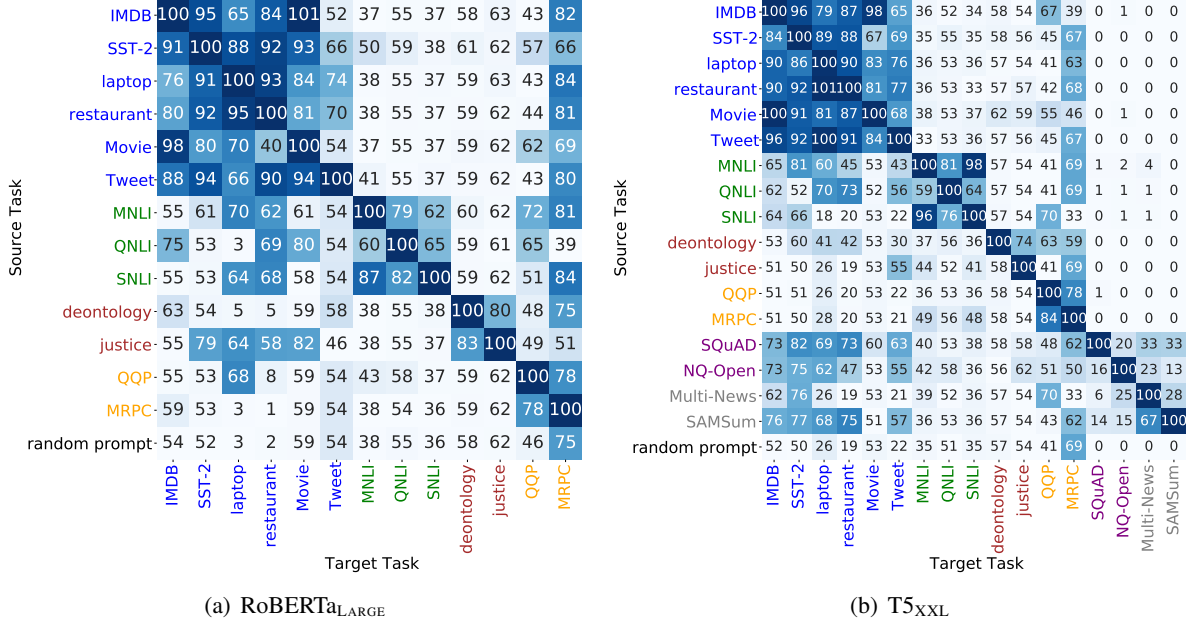 Source Task
IMDB 100 95 65 84 101 52 37 55 37 58 63 43 82
SST-2 91 100 88 92 93 66 50 59 38 61 62 57 66
laptop 76 91 100 93 84 74 38 55 37 59 63 43 84
restaurant 80 92 95 100 81 70 38 55 37 59 62 44 81
Movie 98 80 70 40 100 54 37 55 37 59 62 62 69
Tweet 88 94 66 90 94 100 41 55 37 59 62 43 80
MNLI 55 61 70 62 61 54 100 79 62 60 62 72 81
QNLI 75 53 3 69 80 54 60 100 65 59 61 65 39
SNLI 55 53 64 68 58 54 87 82 100 59 62 51 84
deontology 63 54 5 5 59 58 38 55 38 100 80 48 75
justice 55 79 64 58 82 46 38 55 37 83 100 49 51
QQP 55 53 68 8 59 54 43 58 37 59 62 100 78
MRPC 59 53 3 1 59 54 38 54 37 59 62 78 100
random prompt 54 52 3 2 59 54 38 55 36 58 62 46 75
IMDB SST-2 laptop restaurant Movie Tweet MNLI QNLI SNLI deontology justice QQP MRPC
Target Task
(a) RoBERTaLARGE
Source Task
IMDB 100 96 79 87 98 65 36 52 34 58 54 67 39 0 1 0 0
SST-2 84 100 89 88 67 69 35 55 35 58 56 45 67 0 0 0 0
laptop 90 86 100 90 83 76 36 53 36 57 54 41 63 0 0 0 0
restaurant 90 92 101 100 81 77 36 53 33 57 57 42 68 0 0 0 0
Movie 100 91 81 87 100 68 38 53 37 62 59 55 46 0 1 0 0
Tweet 96 92 100 91 84 100 33 53 36 57 56 45 67 0 0 0 0
MNLI 65 81 60 45 53 43 100 81 98 57 54 41 69 1 2 4 0
QNLI 62 52 70 73 52 56 59 100 64 57 54 41 69 1 1 1 0
SNLI 64 66 18 20 53 22 96 76 100 57 54 70 33 0 1 1 0
deontology 53 60 41 42 53 30 37 56 36 100 74 63 59 0 0 0 0
justice 51 50 26 19 53 55 44 52 41 58 100 41 69 0 0 0 0
QQP 51 51 26 20 53 22 36 53 36 58 54 100 78 1 0 0 0
MRPC 51 50 28 20 53 21 49 56 48 58 54 84 100 0 0 0 0
SQuAD 73 82 69 73 60 63 40 54 38 58 58 48 62 100 20 33 33
NQ-Open 73 75 62 47 53 55 42 58 36 56 62 51 50 16 100 23 13
Multi-News 62 76 26 19 53 21 39 52 36 57 54 70 33 6 25 100 28
SAMSum 76 77 68 75 51 57 36 53 37 57 54 43 62 14 15 67 100
random prompt 52 50 26 19 53 22 35 51 35 57 54 41 69 0 0 0 0
IMDB SST-2 laptop restaurant Movie Tweet MNLI QNLI SNLI deontology justice QQP MRPC SQuAD NQ-Open Multi-News SAMSum
Target Task
(b) T5XXL